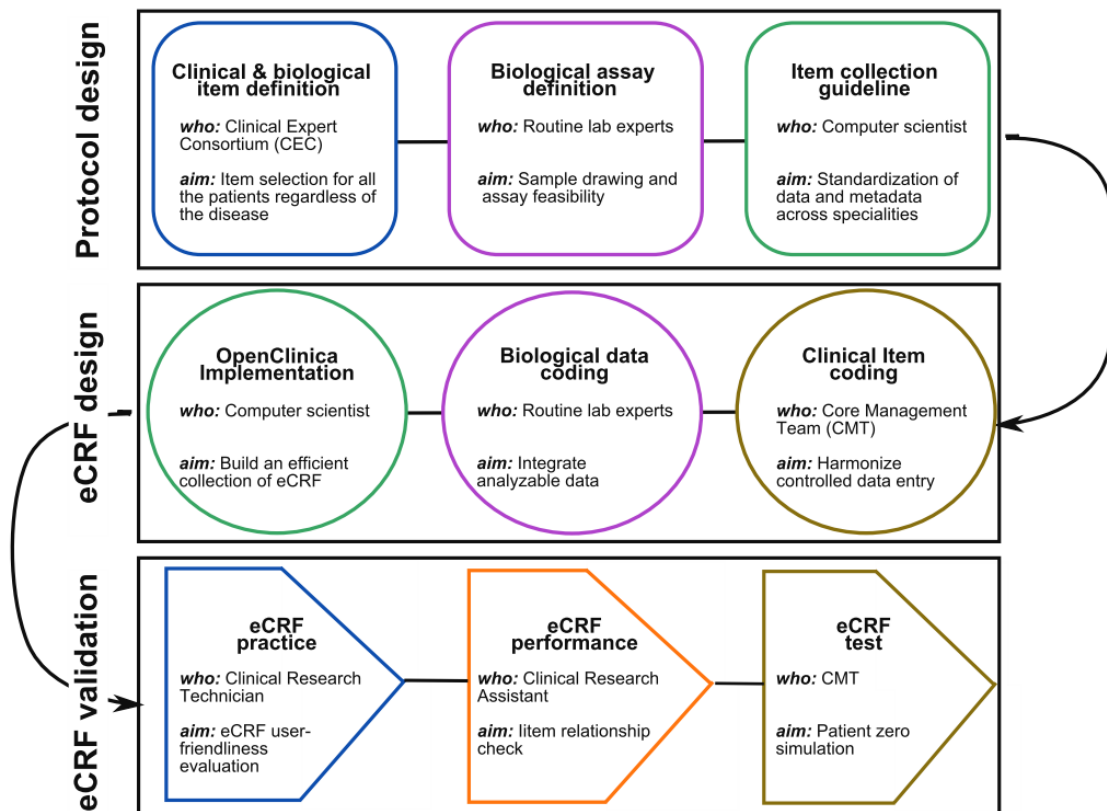 Protocol design
Clinical & biological
item definition
who: Clinical Expert
Consortium (CEC)
aim: Item selection for all
the patients regardless of
the disease
Biological assay
definition
who: Routine lab experts
aim: Sample drawing and
assay feasibility
Item collection
guideline
who: Computer scientist
aim: Standardization of
data and metadata
across specialities
eCRF design
OpenClinica
Implementation
who: Computer scientist
aim: Build an efficient
collection of eCRF
Biological data
coding
who: Routine lab experts
aim: Integrate
analyzable data
Clinical Item
coding
who: Core Management
Team (CMT)
aim: Harmonize
controlled data entry
eCRF validation
eCRF
practice
who: Clinical Research
Technician
aim: eCRF user-
friendliness
evaluation
eCRF
performance
who: Clinical Research
Assistant
aim: Iitem relationship
check
eCRF
test
who: CMT
aim: Patient zero
simulation